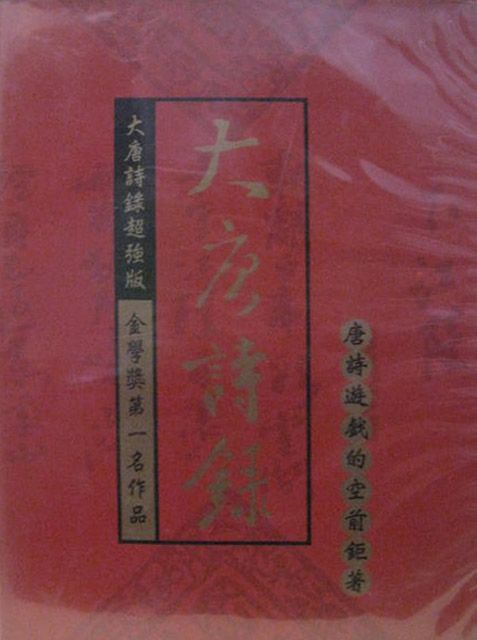 唐詩遊戲的空前鉅著
大唐詩錄
大唐詩錄超強版
金學獎第一名作品